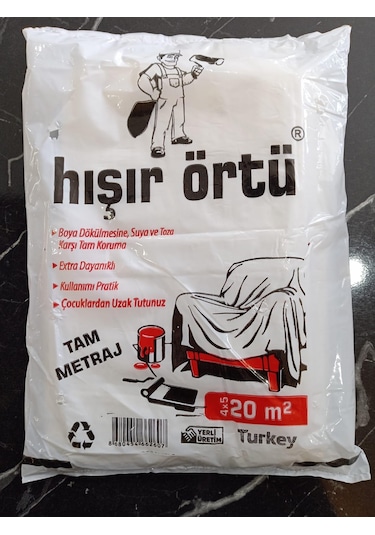 hışır örtü ®
Boya Dökülmesine, Suya ve Toza
Karşı Tam Koruma
Extra Dayanıklı
Kullanımı Pratik
Çocuklardan Uzak Tutunuz
TAM
METRAJ
4x5 20 m²
YERLİ
ÜRETİM
Turkey